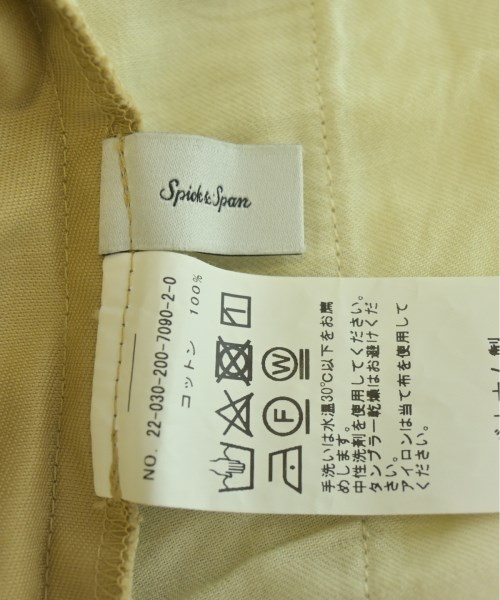 Spick & Span
NO. 22-030-200-7090-2-0
コットン 100%
W
F
手洗いは水温30℃以下をお薦
めします。
中性洗剤を使用してください。
タンブラー乾燥はお避けくだ
さい。
アイロンは当て布を使用して
ください。